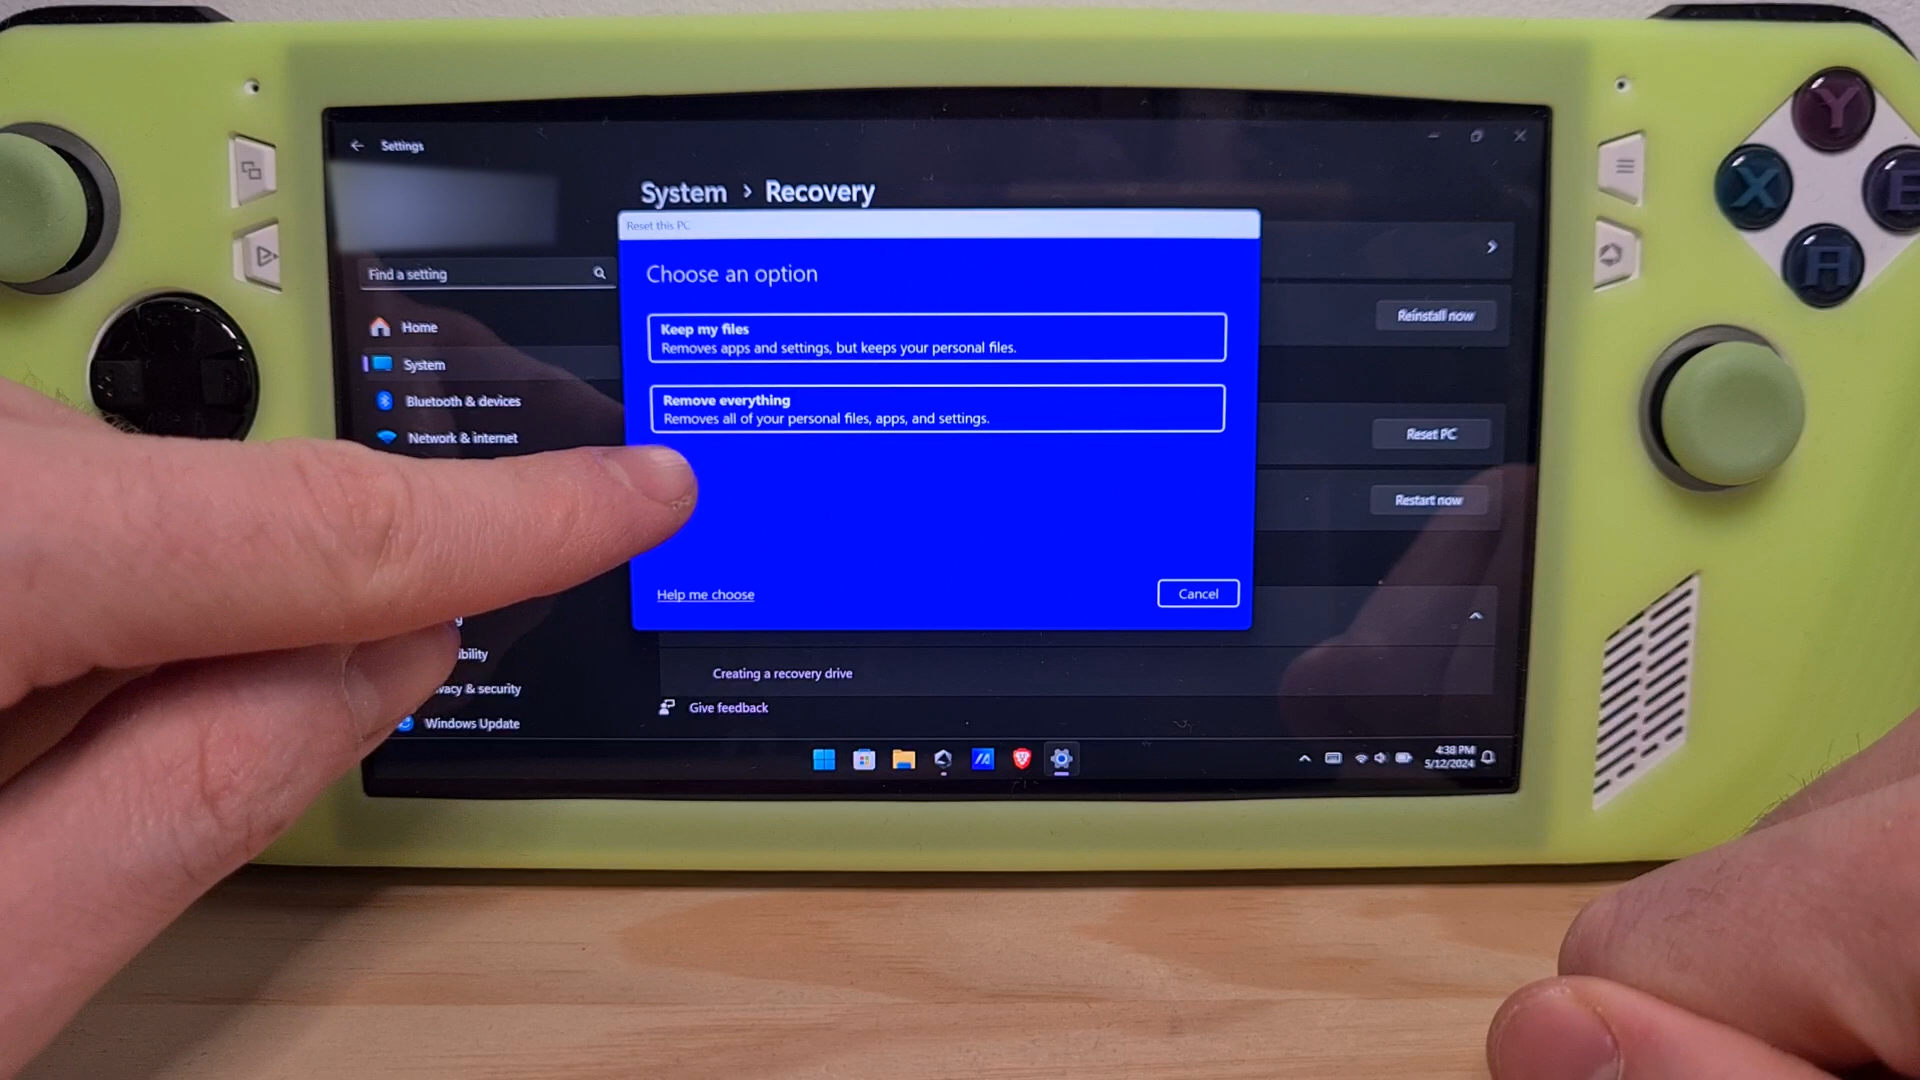 Settings
System > Recovery
Reset this PC
Find a setting
Choose an option
Keep my files
Removes apps and settings, but keeps your personal files.
Remove everything
Removes all of your personal files, apps, and settings.
Help me choose
Cancel
Home
System
Bluetooth & devices
Network & internet
g
ibility
vacy & security
Windows Update
Reinstall now
Reset PC
Restart now
Creating a recovery drive
Give feedback
4:38 PM
5/12/2024
Y
X
B
A